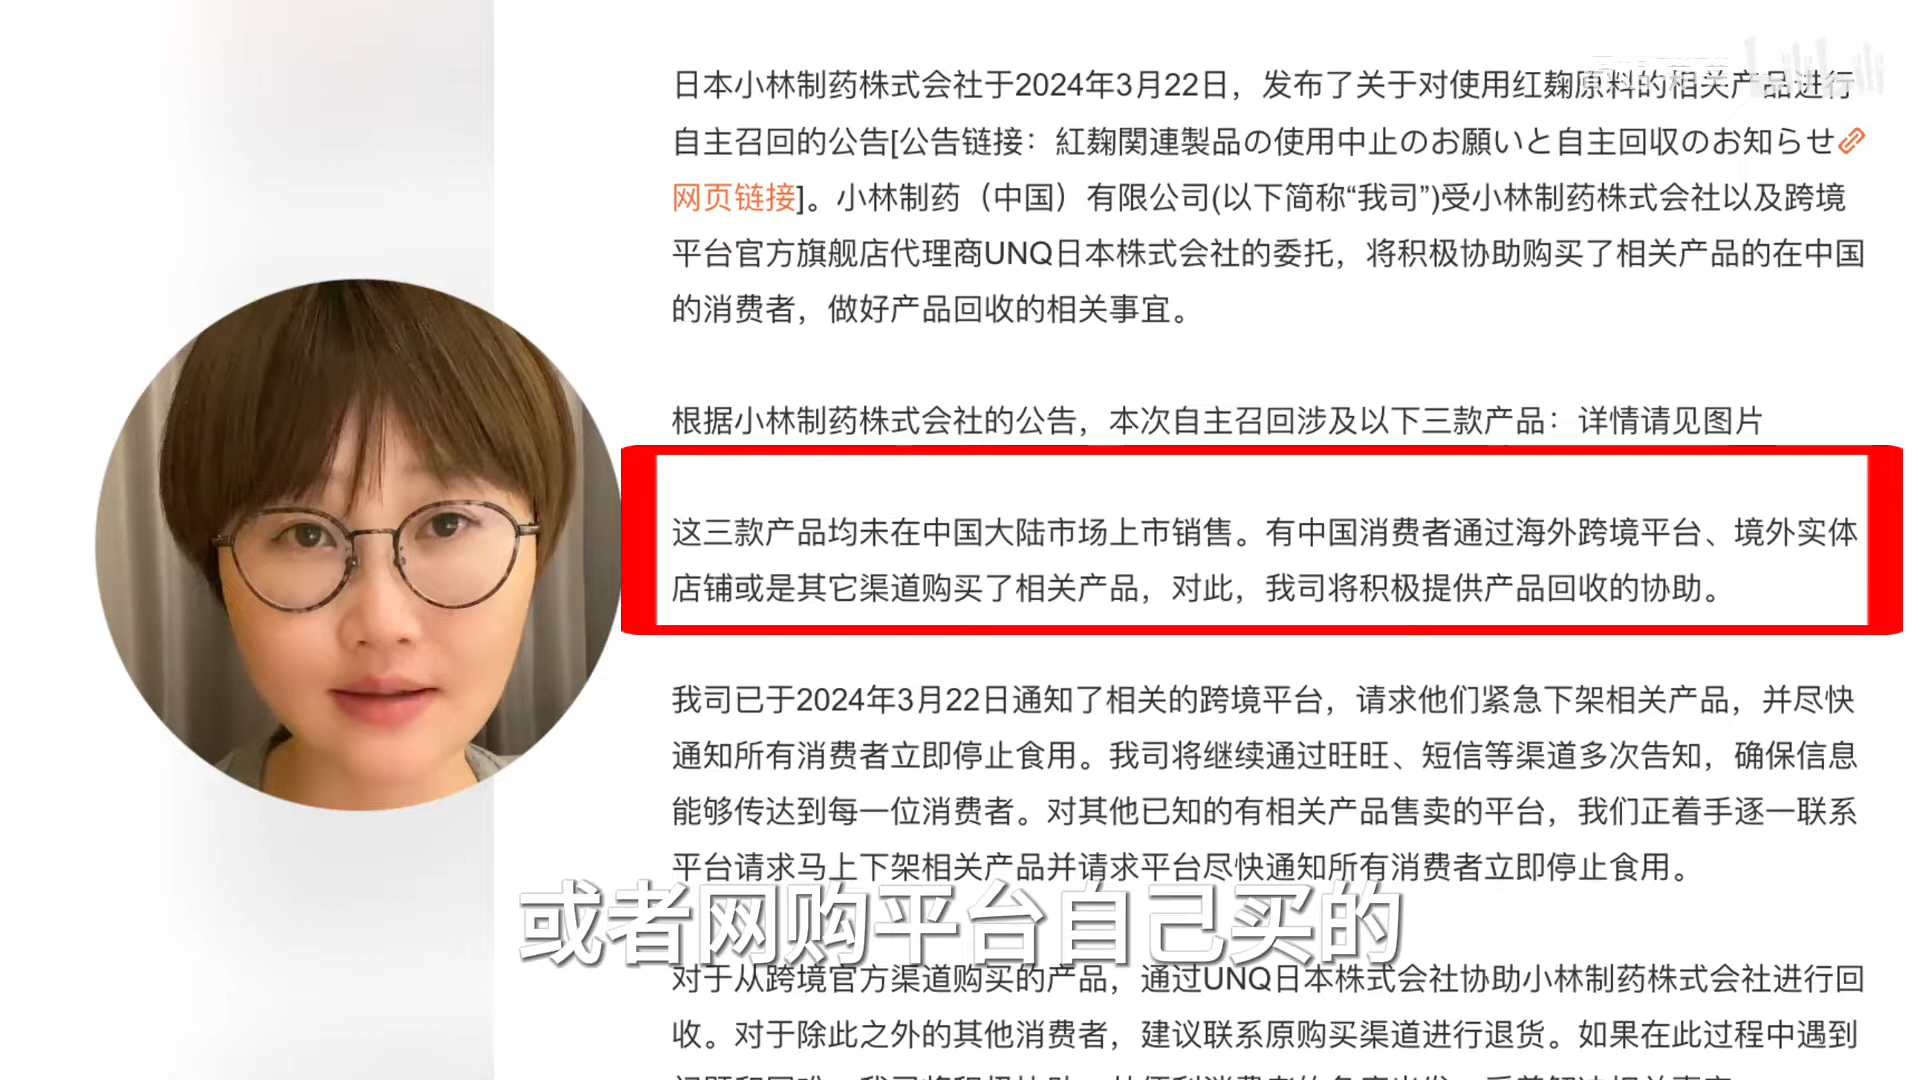 日本小林制药株式会社于2024年3月22日，发布了关于对使用红麹原料的相关产品进行
自主召回的公告[公告链接：紅麹関連製品の使用中止のお願いと自主回収のお知らせ
网页链接]。小林制药（中国）有限公司(以下简称“我司”)受小林制药株式会社以及跨境
平台官方旗舰店代理商UNQ日本株式会社的委托，将积极协助购买了相关产品的在中国
的消费者，做好产品回收的相关事宜。
根据小林制药株式会社的公告，本次自主召回涉及以下三款产品：详情请见图片
这三款产品均未在中国大陆市场上市销售。有中国消费者通过海外跨境平台、境外实体
店铺或是其它渠道购买了相关产品，对此，我司将积极提供产品回收的协助。
我司已于2024年3月22日通知了相关的跨境平台，请求他们紧急下架相关产品，并尽快
通知所有消费者立即停止食用。我司将继续通过旺旺、短信等渠道多次告知，确保信息
能够传达到每一位消费者。对其他已知的有相关产品售卖的平台，我们正着手逐一联系
平台请求马上下架相关产品并请求平台尽快通知所有消费者立即停止食用。
或者网购平台自己买的
对于从跨境官方渠道购买的产品，通过UNQ日本株式会社协助小林制药株式会社进行回
收。对于除此之外的其他消费者，建议联系原购买渠道进行退货。如果在此过程中遇到